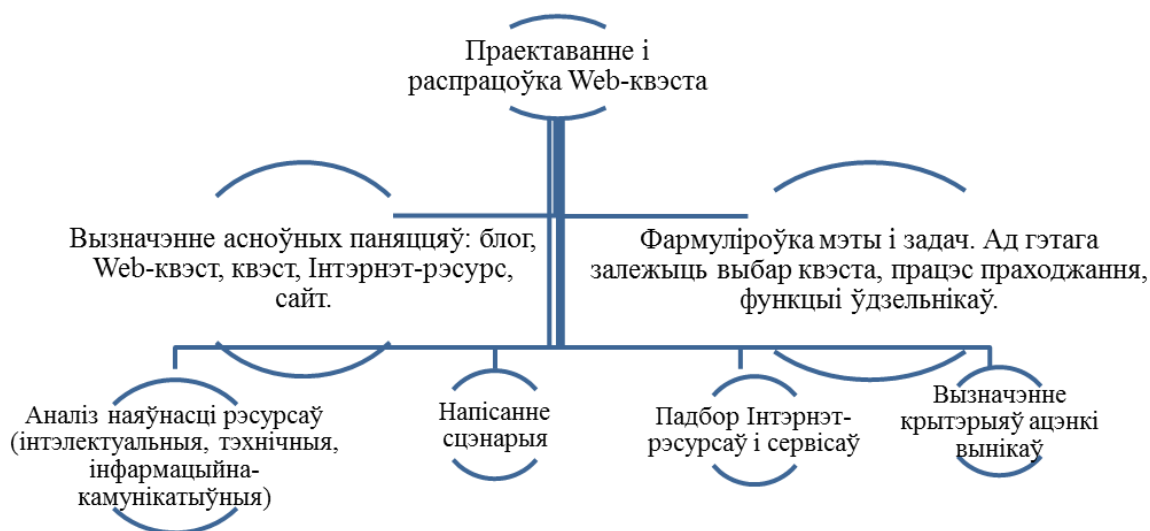 Праектаванне і
распрацоўка Web-квэста
Вызначэнне асноўных паняццяў: блог,
Web-квэст, квэст, Інтэрнэт-рэсурс,
сайт.
Фармуліроўка мэты і задач. Ад гэтага
залежыць выбар квэста, працэс праходжання,
функцыі ўдзельнікаў.
Аналіз наяўнасці рэсурсаў
(інтэлектуальныя, тэхнічныя,
інфармацыйна-
камунікатыўныя)
Напісанне
сцэнарыя
Падбор Інтэрнэт-
рэсурсаў і сервісаў
Вызначэнне
крытэрыяў ацэнкі
вынікаў